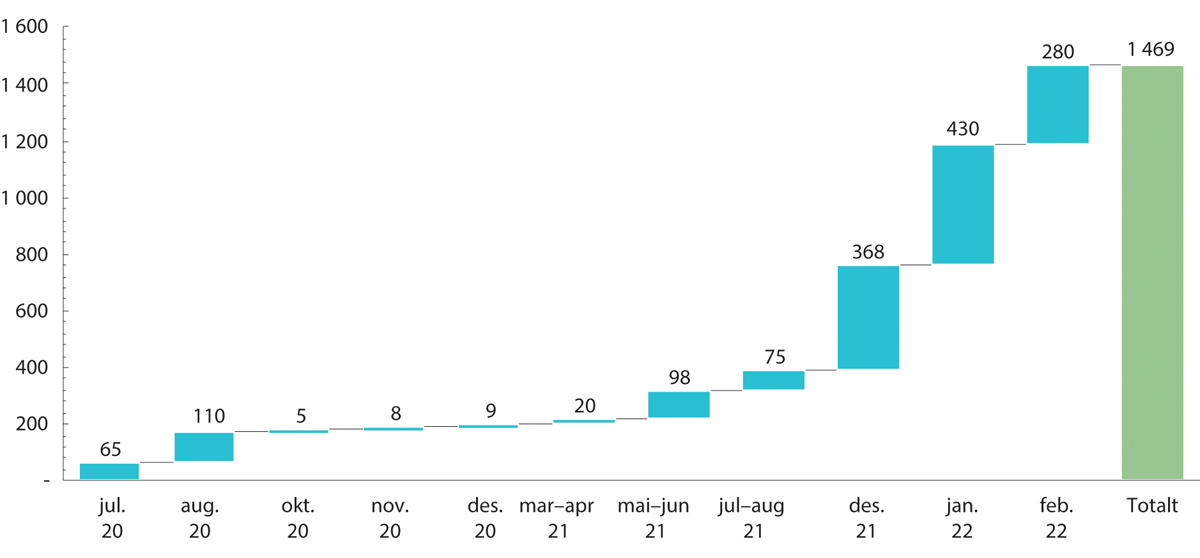 1 600
1 400
1 200
1 000
800
600
400
200
-
65
110
5
8
9
20
98
75
368
430
280
1 469
jul. 20
aug. 20
okt. 20
nov. 20
des. 20
mar–apr 21
mai–jun 21
jul–aug 21
des. 21
jan. 22
feb. 22
Totalt